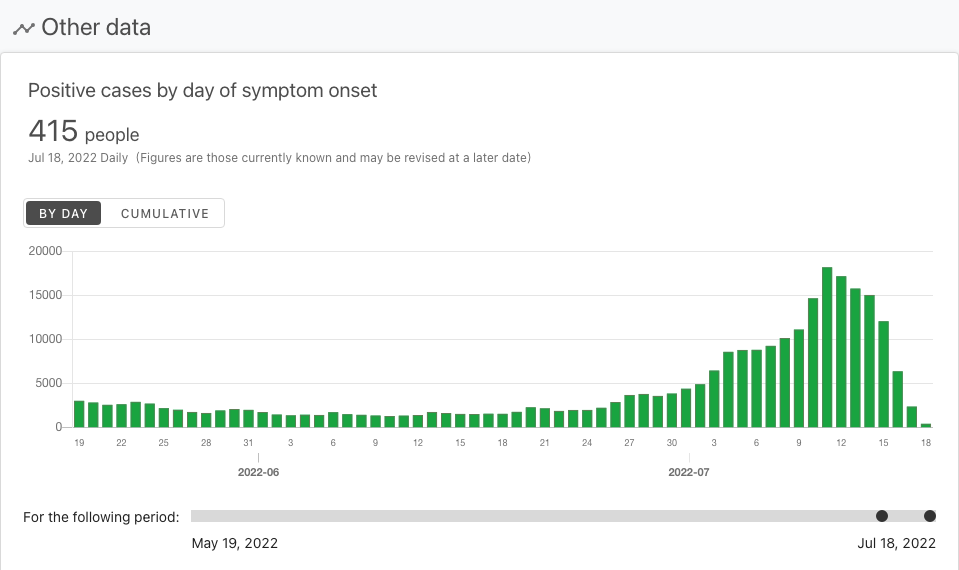 Other data
Positive cases by day of symptom onset
415 people
Jul 18, 2022 Daily (Figures are those currently known and may be revised at a later date)
BY DAY CUMULATIVE
20000
15000
10000
5000
0
19 22 25 28 31 3 6 9 12 15 18 21 24 27 30 3 6 9 12 15 18
2022-06 2022-07
For the following period:
May 19, 2022 Jul 18, 2022